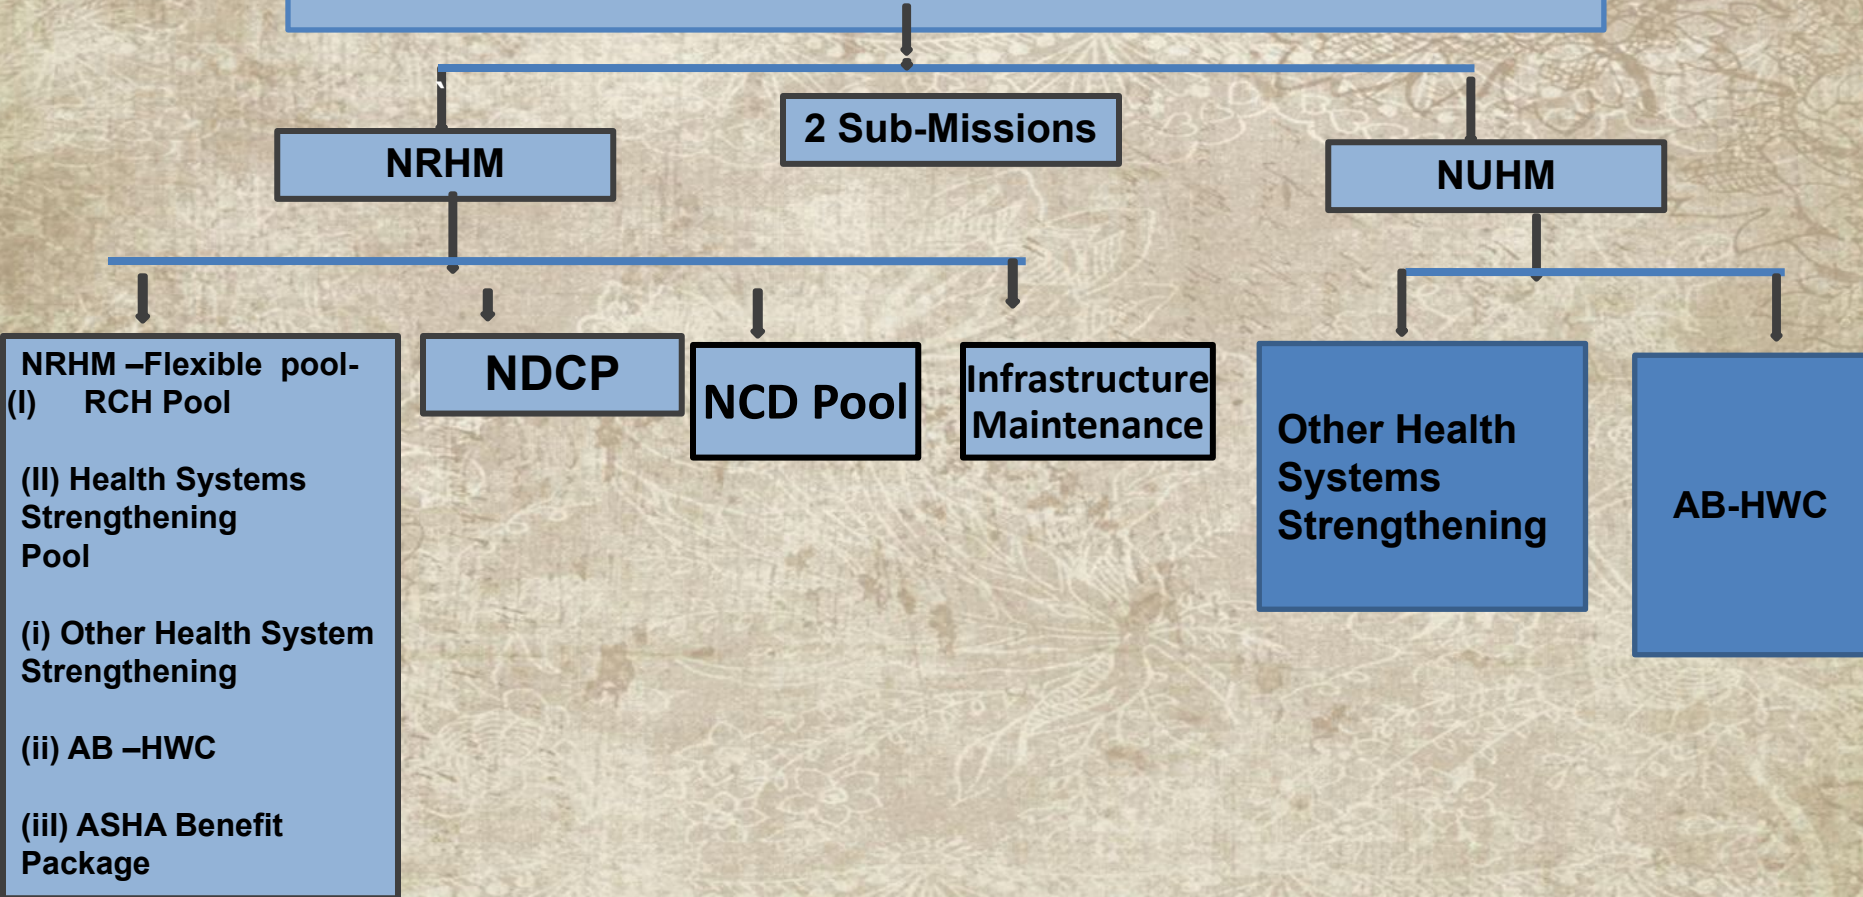 2 Sub-Missions
NRHM
NUHM
NRHM –Flexible pool-
(I) RCH Pool
(II) Health Systems
Strengthening
Pool
(i) Other Health System
Strengthening
(ii) AB –HWC
(iil) ASHA Benefit
Package
NDCP
NCD Pool
Infrastructure
Maintenance
Other Health
Systems
Strengthening
AB-HWC